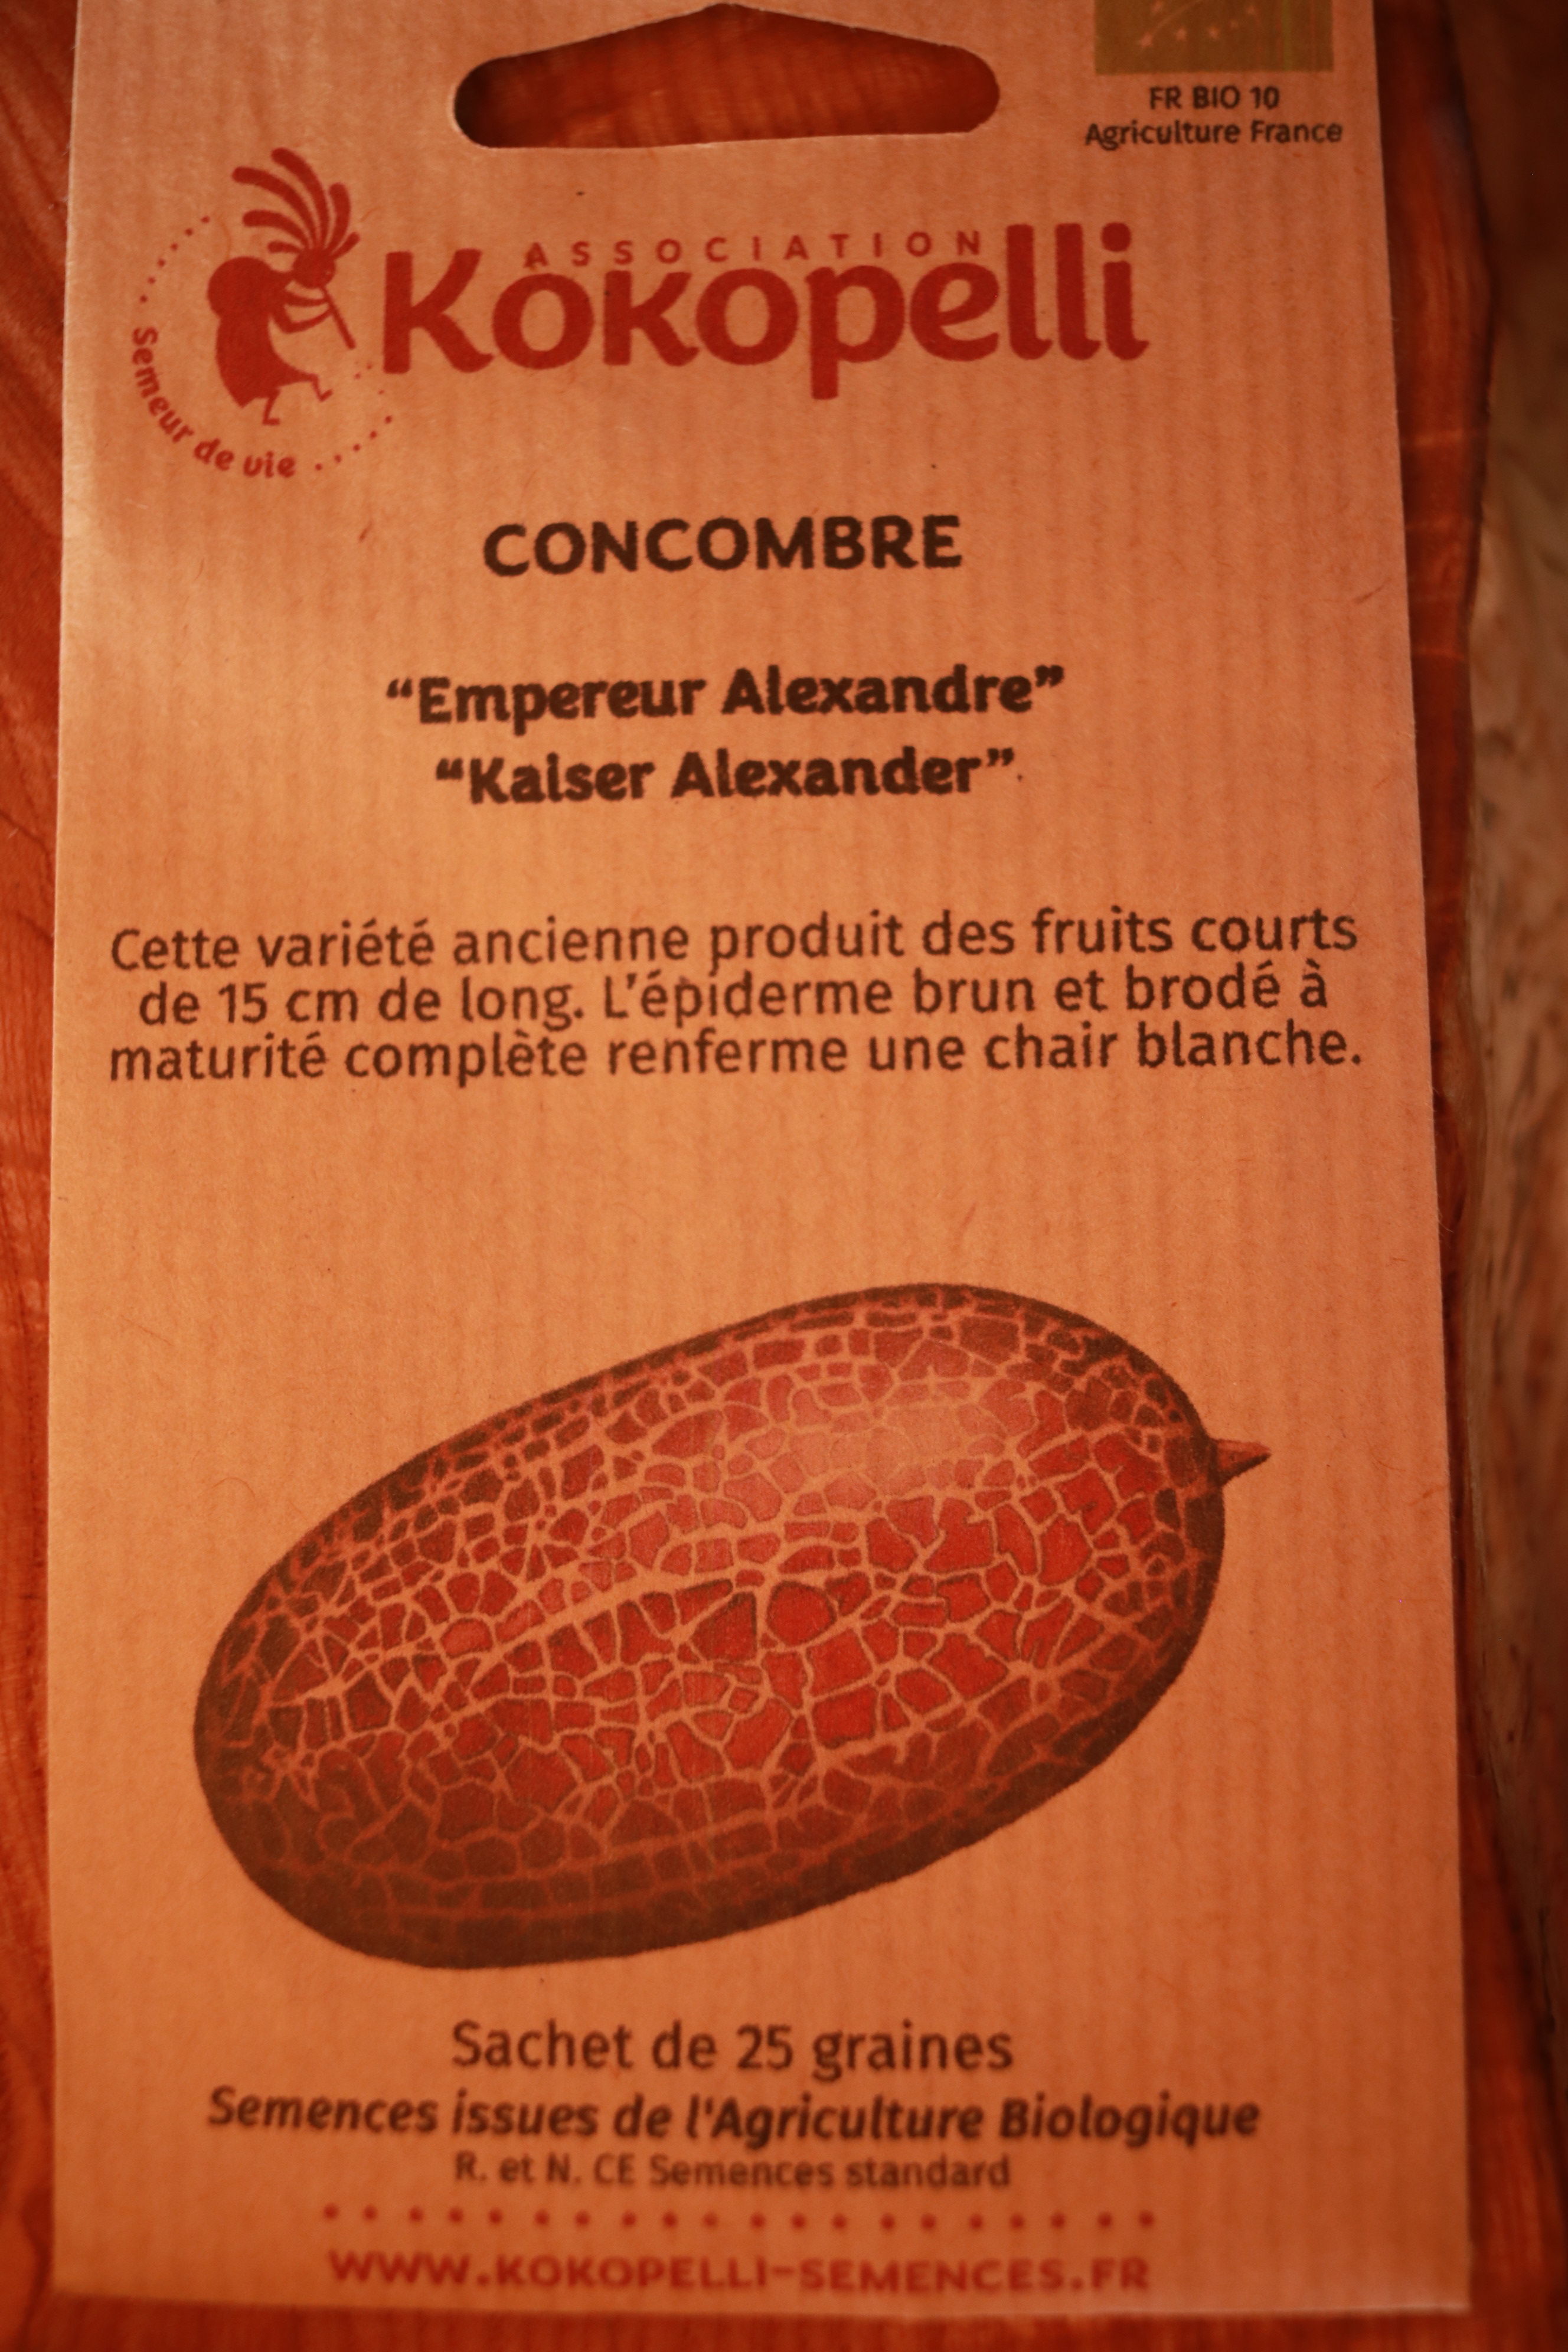 FR BIO 10
Agriculture France
ASSOCIATION
Kokopelli
Semeur de vie
CONCOMBRE
“Empereur Alexandre”
“Kaiser Alexander”
Cette variété ancienne produit des fruits courts
de 15 cm de long. L'épiderme brun et brodé à
maturité complète renferme une chair blanche.
Sachet de 25 graines
Semences issues de l'Agriculture Biologique
R. et N. CE Semences standard
WWW.KOKOPELLI-SEMENCES.FR